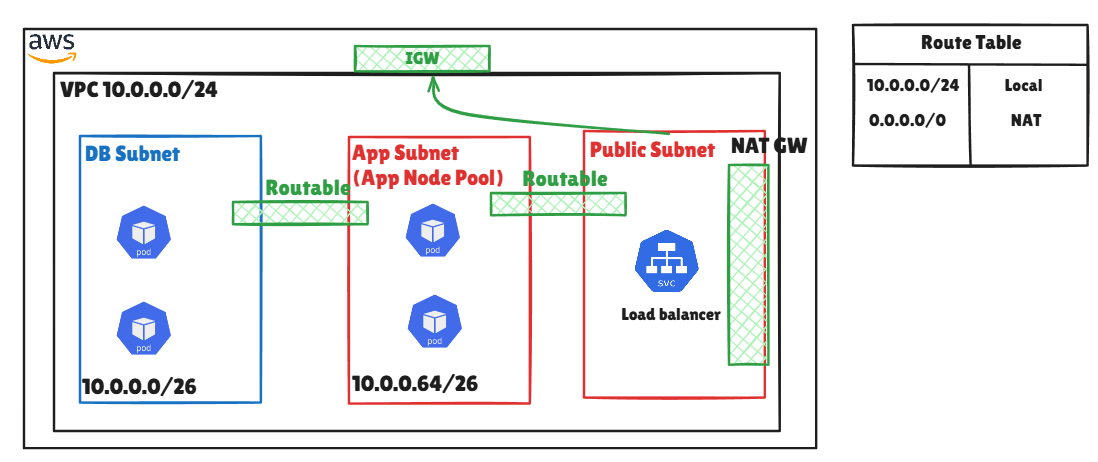 aws
IGW
VPC 10.0.0.0/24
DB Subnet
Routable
pod
pod
10.0.0.0/26
App Subnet
(App Node Pool)
Routable
pod
pod
10.0.0.64/26
Public Subnet
NAT GW
svc
Load balancer
Route Table
10.0.0.0/24 Local
0.0.0.0/0 NAT